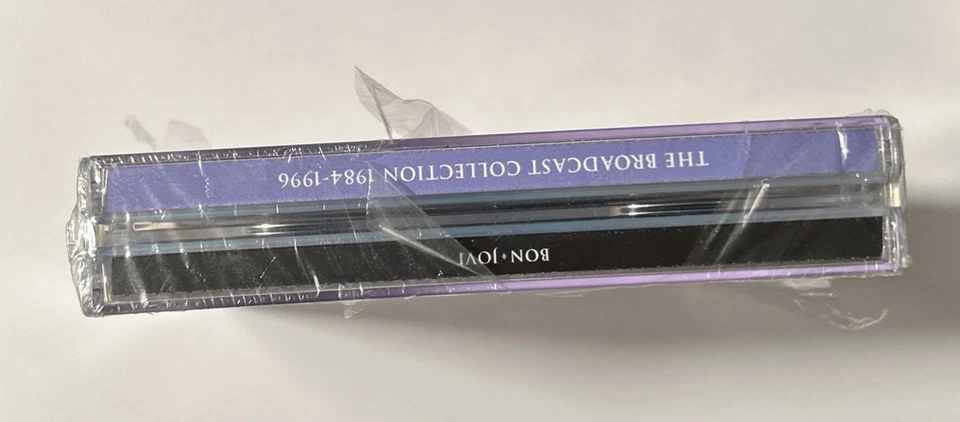 BON♦JOVI
THE BROADCAST COLLECTION 1984-1996